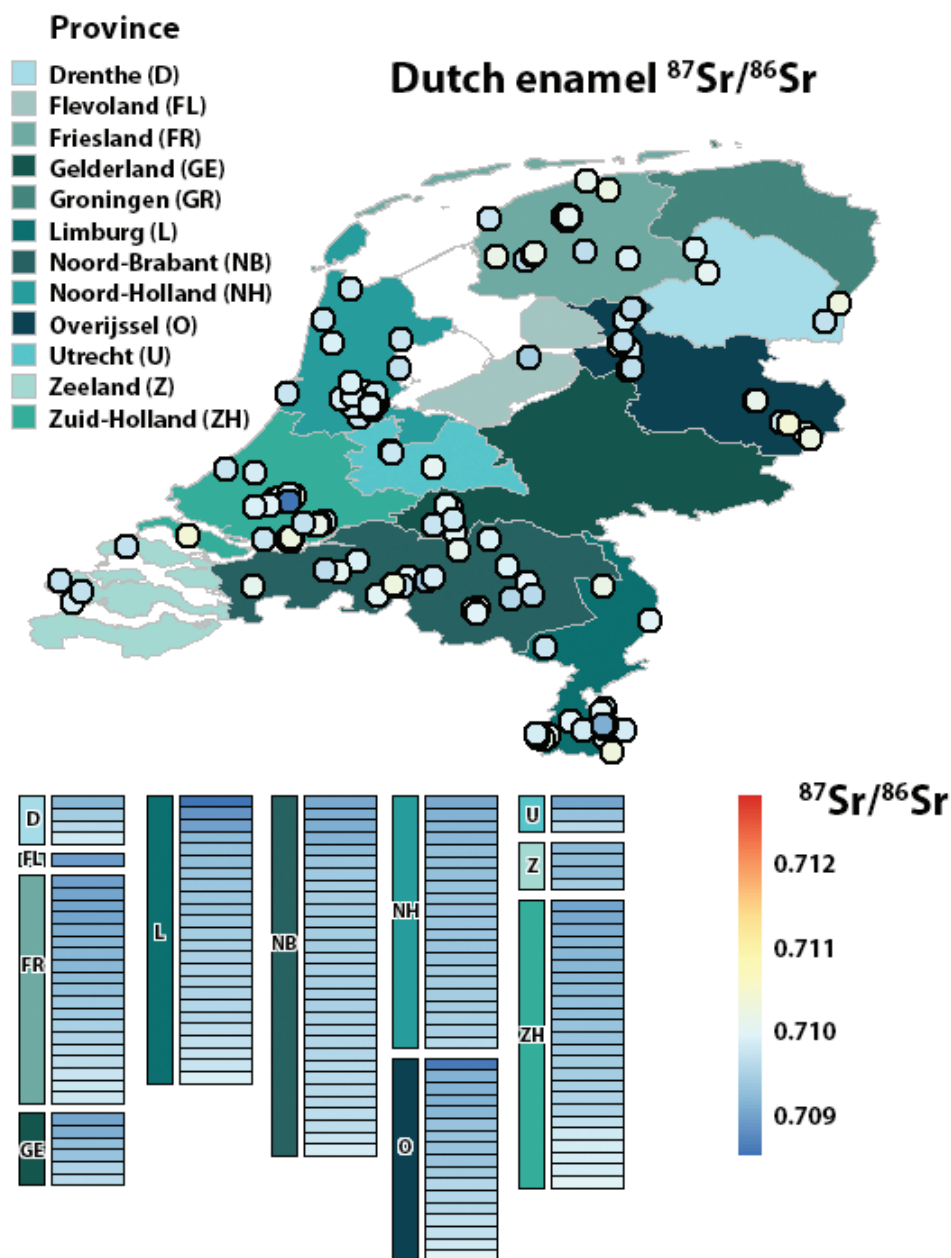 Province
Drenthe (D)
Flevoland (FL)
Friesland (FR)
Gelderland (GE)
Groningen (GR)
Limburg (L)
Noord-Brabant (NB)
Noord-Holland (NH)
Overijssel (O)
Utrecht (U)
Zeeland (Z)
Zuid-Holland (ZH)
Dutch enamel ⁸⁷Sr/⁸⁶Sr
D
FL
FR
GE
L
NB
NH
O
U
Z
ZH
⁸⁷Sr/⁸⁶Sr
0.712
0.711
0.710
0.709